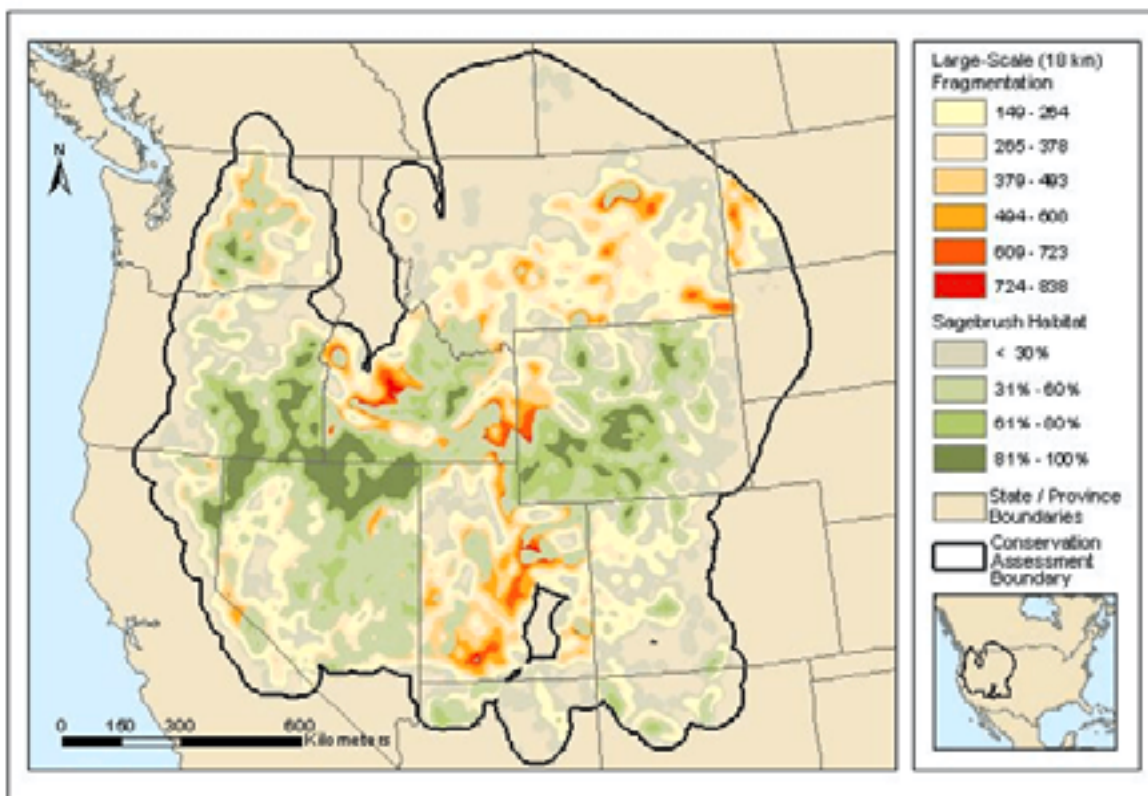 N
0 150 300 600
Kilometers
Large-Scale (18 km)
Fragmentation
149 - 264
265 - 378
379 - 493
494 - 608
609 - 723
724 - 838
Sagebrush Habitat
< 30%
31% - 60%
61% - 80%
81% - 100%
State / Province
Boundaries
Conservation
Assessment
Boundary